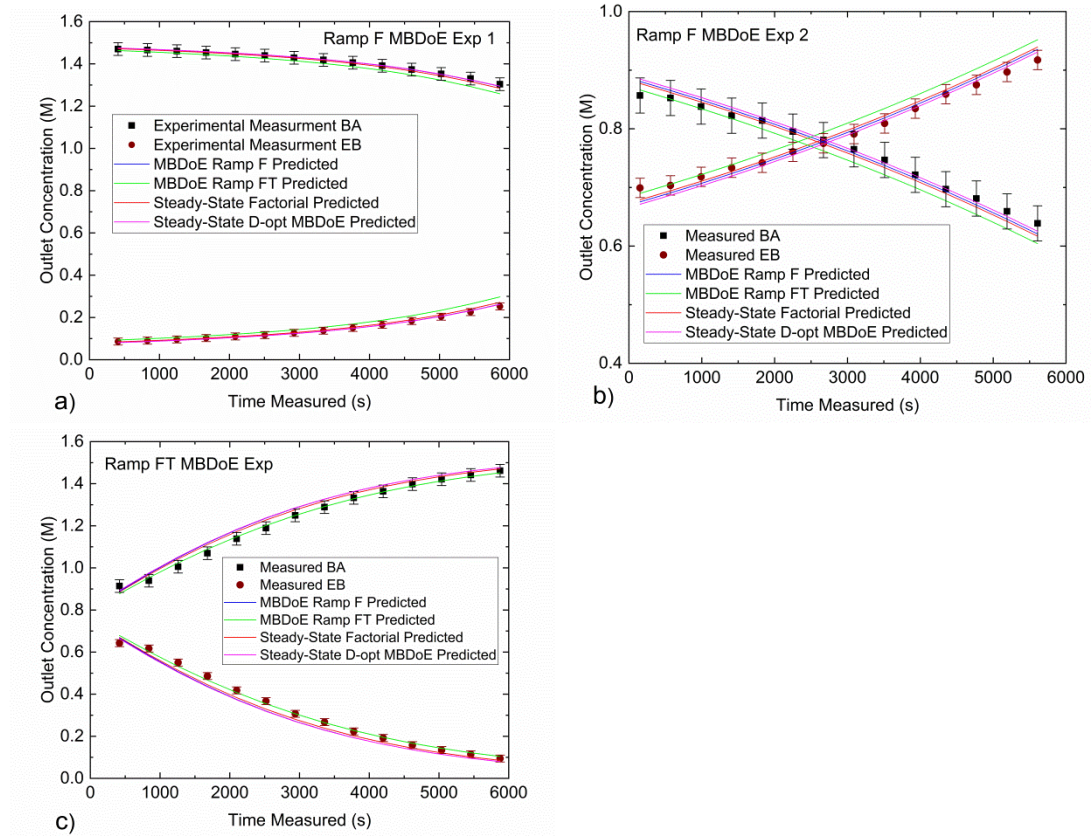 Ramp F MBDoE Exp 1
Outlet Concentration (M)
1.6
1.4
1.2
1.0
0.8
0.6
0.4
0.2
0.0
Experimental Measurment BA
Experimental Measurment EB
MBDoE Ramp F Predicted
MBDoE Ramp FT Predicted
Steady-State Factorial Predicted
Steady-State D-opt MBDoE Predicted
0 1000 2000 3000 4000 5000 6000
Time Measured (s)
a)
Ramp F MBDoE Exp 2
Outlet Concentration (M)
1.0
0.8
0.6
0.4
Measured BA
Measured EB
MBDoE Ramp F Predicted
MBDoE Ramp FT Predicted
Steady-State Factorial Predicted
Steady-State D-opt MBDoE Predicted
0 1000 2000 3000 4000 5000 6000
Time Measured (s)
b)
Ramp FT MBDoE Exp
Outlet Concentration (M)
1.6
1.4
1.2
1.0
0.8
0.6
0.4
0.2
0.0
Measured BA
Measured EB
MBDoE Ramp F Predicted
MBDoE Ramp FT Predicted
Steady-State Factorial Predicted
Steady-State D-opt MBDoE Predicted
0 1000 2000 3000 4000 5000 6000
Time Measured (s)
c)